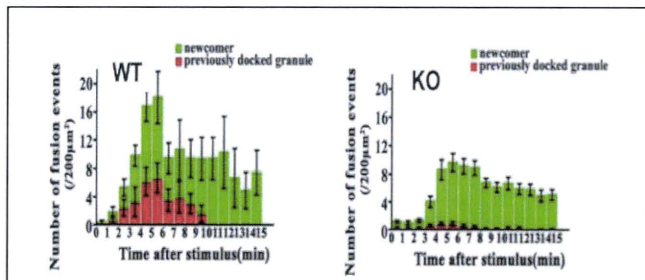 newcomer
previously docked granule
WT
Number of fusion events
(/200μm²)
20
16
12
8
4
0
0 1 2 3 4 5 6 7 8 9 10 11 12 13 14 15
Time after stimulus(min)
newcomer
previously docked granule
KO
Number of fusion events
(/200μm²)
20
16
12
8
4
0
0 1 2 3 4 5 6 7 8 9 10 11 12 13 14 15
Time after stimulus(min)